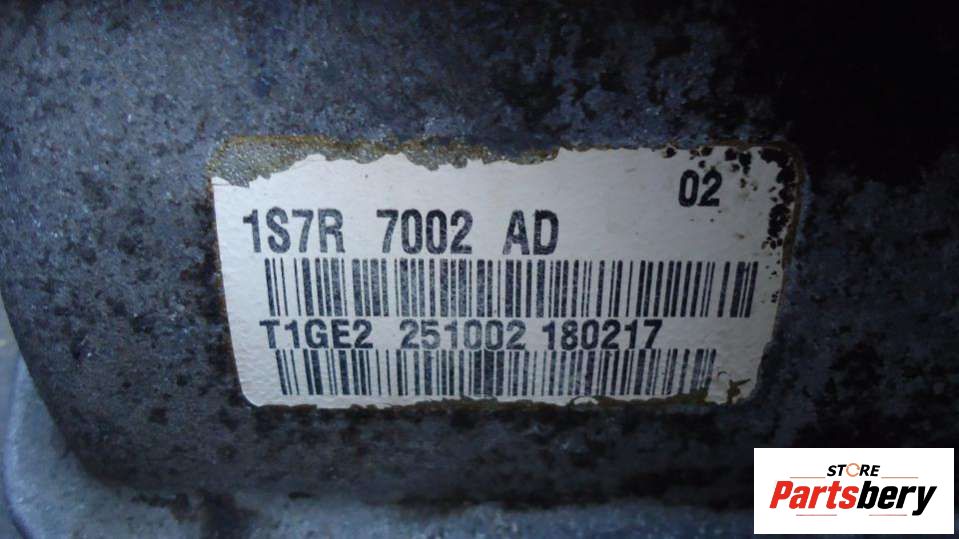 02
1S7R 7002 AD
T1GE2 251002 180217
STORE
Partsbery